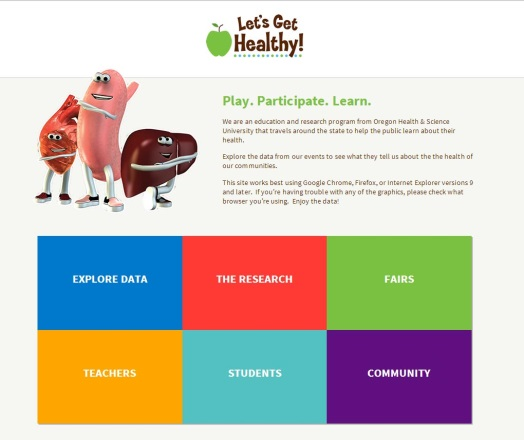 Let's Get
Healthy!
Play. Participate. Learn.
We are an education and research program from Oregon Health & Science
University that travels around the state to help the public learn about their
health.
Explore the data from our events to see what they tell us about the the health of
our communities.
This site works best using Google Chrome, Firefox, or Internet Explorer versions 9
and later. If you're having trouble with any of the graphics, please check what
browser you're using. Enjoy the data!
EXPLORE DATA
THE RESEARCH
FAIRS
TEACHERS
STUDENTS
COMMUNITY